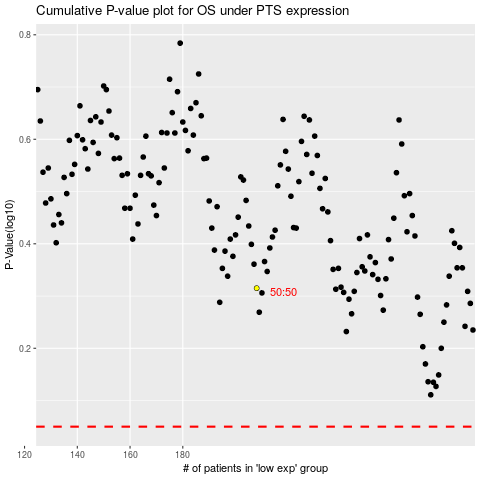 Cumulative P-value plot for OS under PTS expression
P-Value(log10)
0.8
0.6
0.4
0.2
50:50
120 140 160 180
# of patients in 'low exp' group